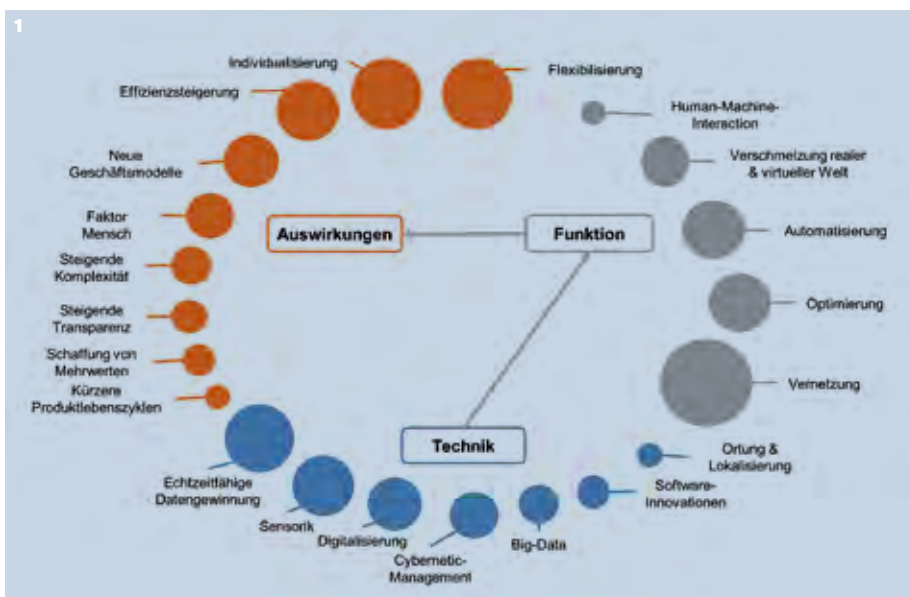 1
Individualisierung
Flexibilisierung
Effizienzsteigerung
Human-Machine-
Interaction
Neue
Geschäftsmodelle
Verschmelzung realer
& virtueller Welt
Faktor
Mensch
Auswirkungen
Funktion
Automatisierung
Steigende
Komplexität
Optimierung
Steigende
Transparenz
Schaffung von
Mehrwerten
Vernetzung
Kürzere
Produktlebenszyklen
Technik
Ortung &
Lokalisierung
Echtzeitfähige
Datengewinnung
Software-
Innovationen
Sensorik
Digitalisierung
Big-Data
Cybernetic-
Management